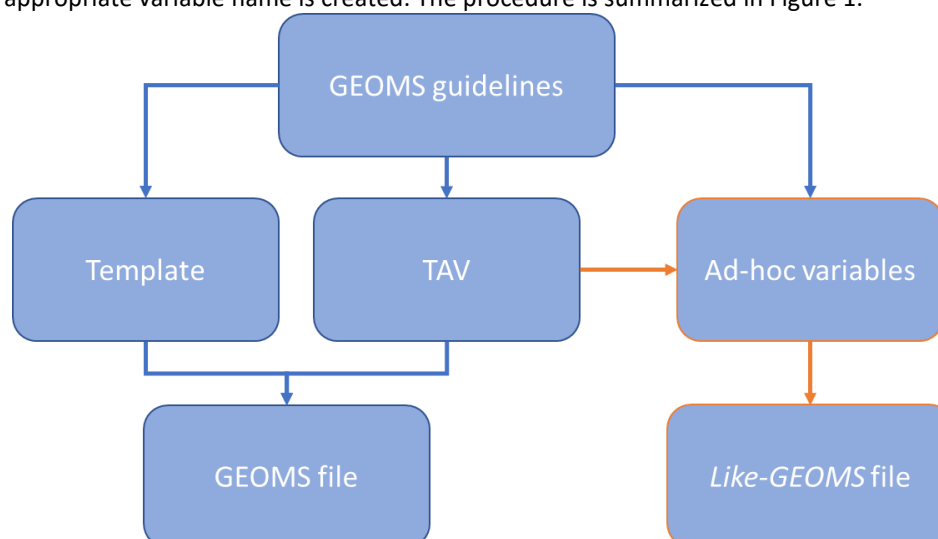 appropriate variable name is created. The procedure is summarized in Figure 1.
GEOMS guidelines
Template
TAV
Ad-hoc variables
GEOMS file
Like-GEOMS file